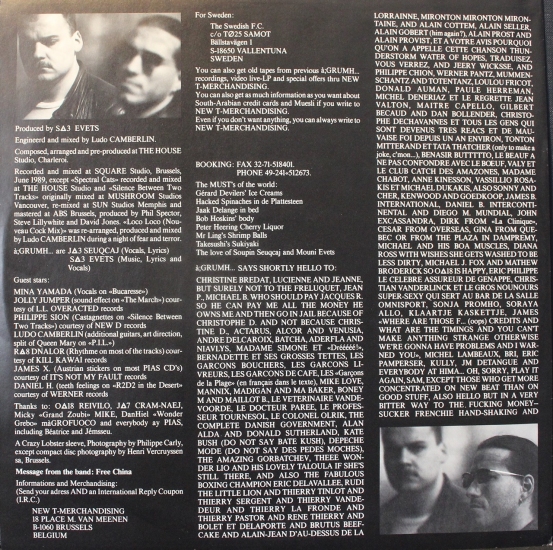 Produced by S∆3 EVETS
Engineerd and mixed by Ludo CAMBERLIN.
Composed, arranged and pre-produced at THE HOUSE
Studio, Charleroi.
Recorded and mixed at SQUARE Studio, Brussels,
June 1989, except «Spectral Cats» recorded and mixed
at THE HOUSE Studio and «Silence Between Two
Tracks» originally mixed at MUSHROOM Studios
Vancouver, re-mixed at SUN Studios Memphis and
mastered at ABS Brussels, produced by Phil Spector,
Steve Lillywhite and David Jones. «Loco Loco (Nou-
veau Cock Mix)» was re-arranged, produced and mixed
by Ludo CAMBERLIN during a night of fear and terror.
GRUMH... are J∆3 SEUQCAJ (Vocals, Lyrics)
S∆3 EVETS (Music, Lyrics and
Vocals)
Guest stars:
MINA YAMADA (Vocals on «Bucaresse»)
JOLLY JUMPER (sound effect on «The March») cour-
tesy of L.L. OVERACTED records
PHILIPPE SION (Castagnettes on «Silence Between
Two Tracks») courtesy of NEW D records
LUDO CAMBERLIN (additional guitars, art direction,
split of Queen Mary on «P.I.L.»)
R∆8 DNALOR (Rhythme on most of the tracks) cour-
tesy of KILL KAWAI records
JAMES X. (Austrian stickers on most PIAS CD's)
courtesy of IT'S NOT MY FAULT records
DANIEL H. (teeth feelings on «R2D2 in the Desert»
courtesy of WERNER records
Thanks to: O∆18 REIVILO, J∆7 CRAM-NAEJ,
Micky «Grand Zouh» MIKE, DanHiel «Wonder
Grebo» máGROFUOCO and everybody ay PIAS,
including Béatrice and Jémsseu.
A Crazy Lobster sleeve, Photography by Philippe Carly,
except compact disc photography by Henri Vercruyssen
sa, Brussels.
Message from the band: Free China
Informations and Merchandising:
(Send your adress AND an International Reply Coupon
(I.R.C.)
NEW T-MERCHANDISING
18 PLACE M. VAN MEENEN
B-1060 BRUSSELS
BELGIUM
For Sweden:
The Swedish F.C.
c/o TØ25 SAMOT
Bällstavägen 1
S-18650 VALLENTUNA
SWEDEN
You can also get old tapes from previous GRUMH...
recordings, video live-LP and special offers thru NEW
T-MERCHANDISING.
You can also get as much information as you want about
South-Arabian credit cards and Muesli if you write to
NEW T-MERCHANDISING.
Even if you don't want anything, you can always write to
NEW T-MERCHANDISING.
BOOKING: FAX 32-71-518401.
PHONE 49-241-512673.
The MUST's of the world:
Gérard Devilers' Ice Creams
Hacked Spinaches in de Plattesteen
Jaak Delange in bed
Bob Hoskins' body
Peter Heering Cherry Liquor
Mr Ling's Shrimp Balls
Takesushi's Sukiyaki
The love of Soupin Seuqcaj and Mouni Evets
GRUMH... SAYS SHORTLY HELLO TO:
CHRISTINE BREDAT, LUCIENNE, AND JEANNE,
BUT SURELY NOT TO THE FRELUQUET, JEAN
P., MICHAEL B. WHO SHOULD PAY JACQUES R.
SO HE CAN PAY ME ALL THE MONEY HE
OWNS ME AND THEN GO IN JAIL BECAUSE OF
CHRISTOPHE D. AND NOT BECAUSE CHRIS-
TINE D., ACTARUS, ALCOR AND VENUSIA,
ANDRE DELCAROIX, BATCHA, ADERFLA AND
NIAVLYS, MADAME SIMONE ET «Drééééé!»,
BERNADETTE ET SES GROSSES TETTES, LES
GARCONS BOUCHERS, LES GARCONS LI-
VREURS, LES GARCONS DE CAFE, LES «Garçons
de la Plage» (en français dans le texte), MIKE LOVE,
MANNIX, MADIGAN AND MA BAKER, BONEY
M AND MAILLOT B., LE VETERINAIRE VANDE-
VOORDE, LE DOCTEUR PAREE, LE PROFES-
SEUR TOURNESOL, LE COLONEL OLRIK, THE
COMPLETE DANISH GOVERNMENT, ALAN
ALDA AND DONALD SUTHERLAND, KATE
BUSH (DO NOT SAY BATE KUSH), DEPECHE
MODE (DO NOT SAY DES PEDES MOCHES),
THE AMAZING GORBATCHEV, THREE WON-
DER LIO AND HIS LOVELY TALOULA IF SHE'S
STILL THERE, AND ALSO THE FABULOUS
BOXING CHAMPION ERIC DELAVALLEE, RUDI
THE LITTLE LION AND THIERRY TINLOT AND
THIERRY SERGENT AND THIERRY VANDE-
DEUR AND THIERRY LA FRONDE AND
THIERRY PASTOR AND RENE THIERRY AND
BOLET ET DELAPORTE AND BRUTUS BEEF-
CAKE AND ALAIN-JEAN D'AU-DESSUS DE LA
LORRAINNE, MIRONTON MIRONTON MIRON-
TAINE, AND ALAIN COTTEM, ALAIN SELLER,
ALAIN GOBERT (him again?), ALAIN PROST AND
ALAIN PROVIST, ET A VOTRE AVIS POURQUOI
QU'ON A APPELLE CETTE CHANSON THUN-
DERSTORM WATER OF HOPES, TRADUISEZ,
VOUS VERREZ, AND JEERY WICKSSE, AND
PHILIPPE CHION, WERNER PANTZ, MUMMEN-
SCHANTZ AND TOTENTANZ, LOULOU FRICOT,
DONALD AUMAN, PAULE HERREMAN,
MICHEL DENERIAZ ET LE REGRETTE JEAN
VALTON, MAITRE CAPELLO, GILBERT
BECAUD AND DAN BOLLENDER, CHRISTO-
PHE DECHAVANNES ET TOUS LES GENS QUI
SONT DEVENUS TRES REACS ET DE MAU-
VAISE FOI DEPUIS UN AN ENVIRON, TONTON
MITTERAND ET TATA THATCHER (only to make a
joke, c'mon...), BENASIR BUTTTTTO, LE BEAUF A
NE PAS CONFONDRE AVEC LE BŒUF, VALY ET
LE CLUB CATCH DES AMAZONES, MADAME
CHABOT, ANNE KINESSON, VASSILIO ROSA-
KIS ET MICHAEL DUKAKIS, ALSO SONNY AND
CHER, KENWOOD AND GOEDKOOP, JAMES B.
INTERNATIONAL, DANIEL B. INTERCONTI-
NENTAL AND DIEGO M. MUNDIAL, JOHN
EXCASSANDRA, DIRK FROM «La Clinique»,
CESAR FROM OVERSEAS, GINA FROM QUE-
BEC OR FROM THE PLAZA IN DAMPREMY,
MICHAEL AND HIS BOA MUSCLES, DIANA
ROSS WITH WISHES SHE GETS WASHED TO BE
LESS DIRTY, MICHAEL J. FOX AND MATHEW
BRODERICK SO O∆18 IS HAPPY, ERIC PHILIPPE
LE CELEBRE ASSUREUR DE GENAPPE, CHRIS-
TIAN VANDERLINCK ET LE GROS NOUNOURS
SUPER-SEXY QUI SERT AU BAR DE LA SALLE
OMNISPORT, SONJA PROMIBO, SORAYA
ALLO, KLAARTJE KASKETTJE, JAMES
«WHERE ARE THOSE F.. (oops) CREDITS AND
WHAT ARE THE TIMINGS AND YOU CAN'T
MAKE ANYTHING STRANGE OTHERWISE
WE'RE GONNA HAVE PROBLEMS AND I WAR-
NED YOU», MICHEL LAMBEAUX, BRI, ERIC
PAMPERSER, KULLY, JM DETANGUE AND
EVERYBODY AT HIMA... OH, SORRY, PLAY IT
AGAIN, SAM, EXCEPT THOSE WHO GET MORE
CONCENTRATED ON NEW BEAT THAN ON
GOOD STUFF, ALSO HELLO BUT IN A VERY
BITTER WAY TO THE FUCKING MONEY-
SUCKER FRENCHIE HAND-SHAKING AND